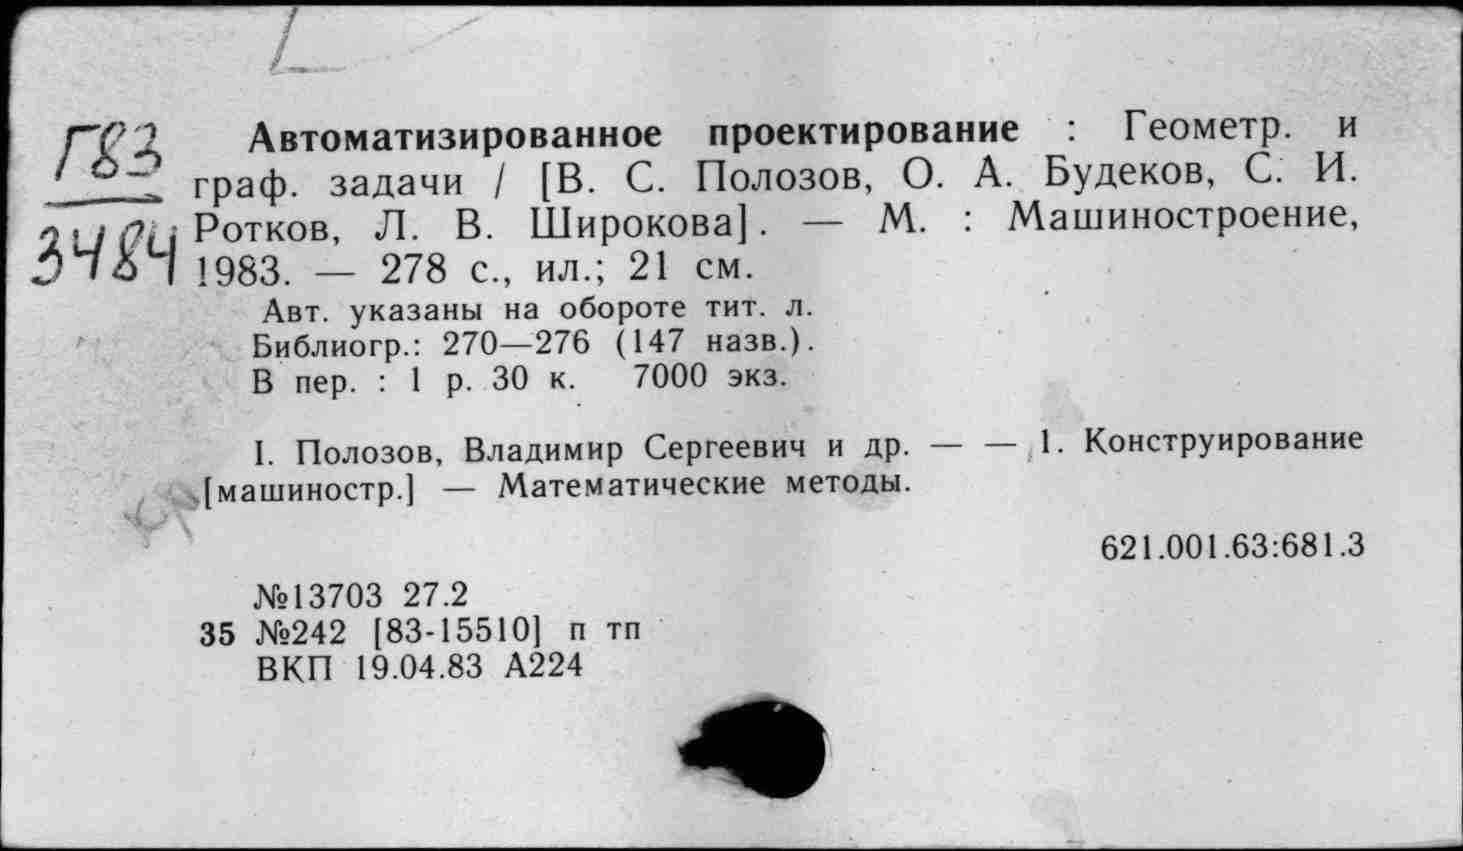 Г83
3484
Автоматизированное проектирование : Геометр. и
граф. задачи / [В. С. Полозов, О. А. Будеков, С. И.
Ротков, Л. В. Широкова]. — М. : Машиностроение,
1983. — 278 с., ил.; 21 см.
Авт. указаны на обороте тит. л.
Библиогр.: 270—276 (147 назв.).
В пер. : 1 р. 30 к. 7000 экз.
I. Полозов, Владимир Сергеевич и др. — — 1. Конструирование
[машиностр.] — Математические методы.
621.001.63:681.3
№13703 27.2
35 №242 [83-15510] п тп
ВКП 19.04.83 А224